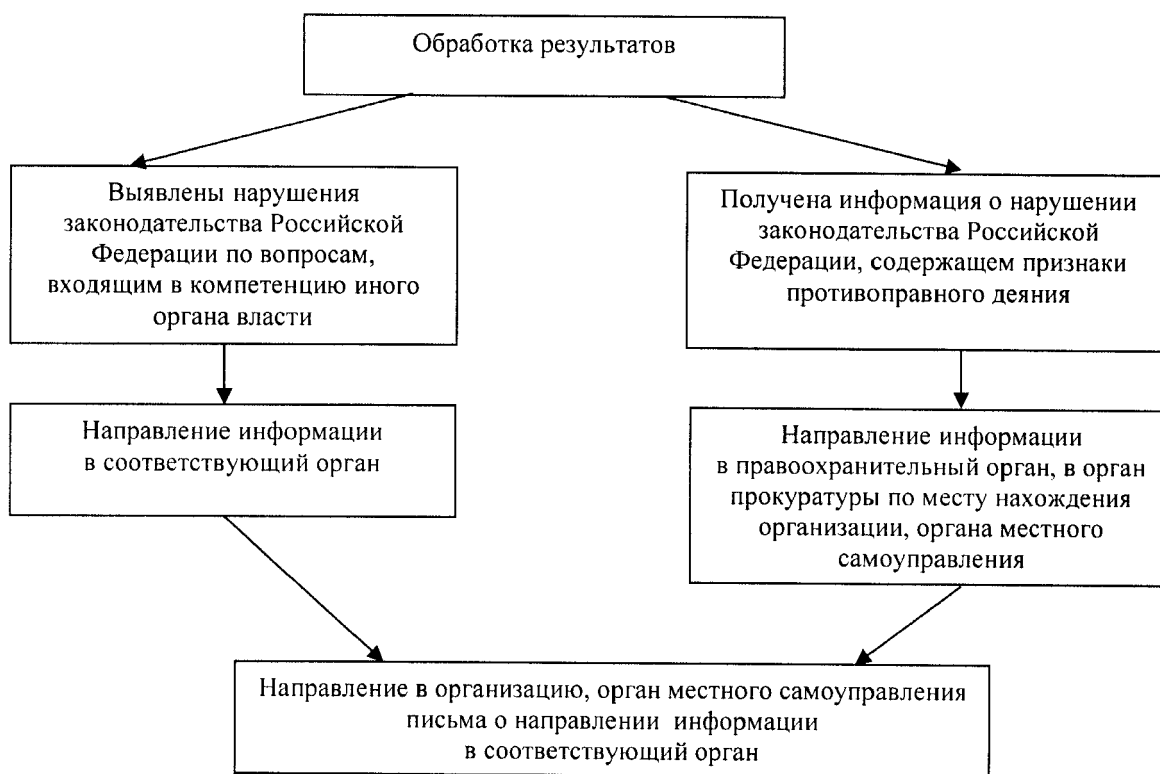 Обработка результатов
Выявлены нарушения
законодательства Российской
Федерации по вопросам,
входящим в компетенцию иного
органа власти
Получена информация о нарушении
законодательства Российской
Федерации, содержащем признаки
противоправного деяния
Направление информации
в соответствующий орган
Направление информации
в правоохранительный орган, в орган
прокуратуры по месту нахождения
организации, органа местного
самоуправления
Направление в организацию, орган местного самоуправления
письма о направлении информации
в соответствующий орган